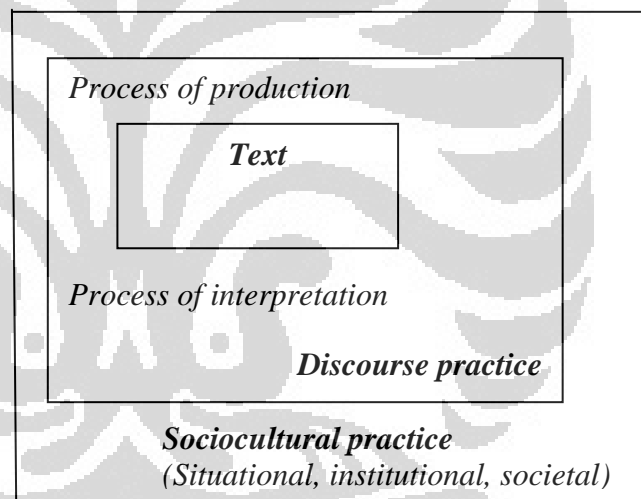 Process of production
Text
Process of interpretation
Discourse practice
Sociocultural practice
(Situational, institutional, societal)